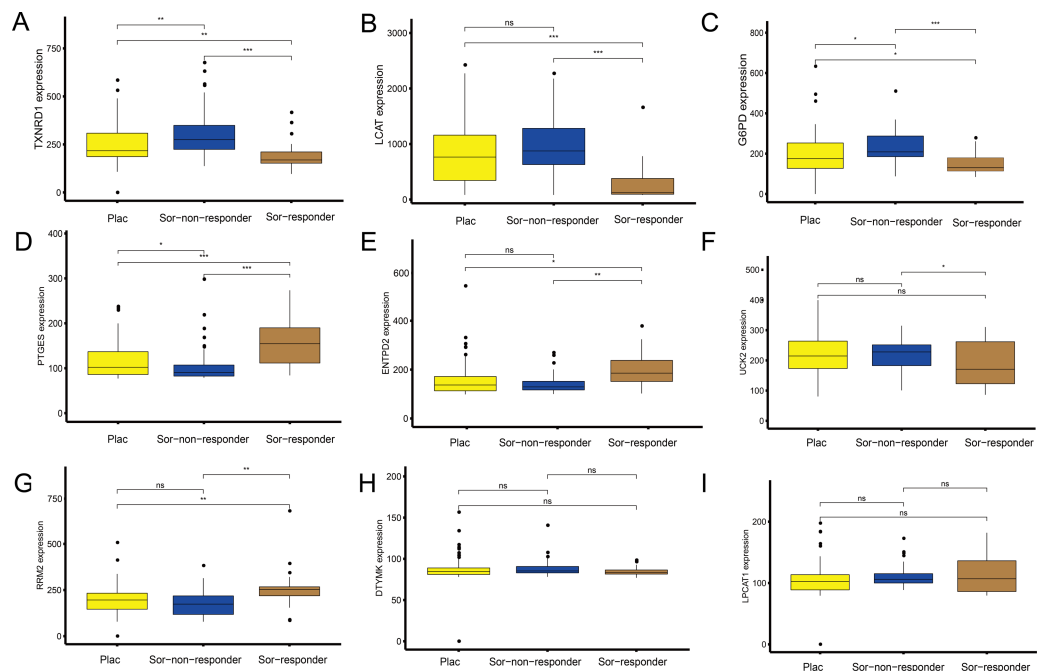 A
TXNRD1 expression
750
500
250
0
**
**
***
Plac Sor-non-responder Sor-responder
B
LCAT expression
3000
2000
1000
0
ns
***
***
Plac Sor-non-responder Sor-responder
C
G6PD expression
800
600
400
200
0
***
*
*
Plac Sor-non-responder Sor-responder
D
PTGES expression
400
300
200
150
100
0
*
***
***
Plac Sor-non-responder Sor-responder
E
ENTPD2 expression
600
400
200
0
ns
*
**
Plac Sor-non-responder Sor-responder
F
UCK2 expression
500
400
300
200
100
0
*
ns
ns
Plac Sor-non-responder Sor-responder
G
RRM2 expression
750
500
250
0
**
ns
**
Plac Sor-non-responder Sor-responder
H
DTYMK expression
200
150
100
50
0
ns
ns
ns
Plac Sor-non-responder Sor-responder
I
LPCAT1 expression
200
100
0
ns
ns
ns
Plac Sor-non-responder Sor-responder